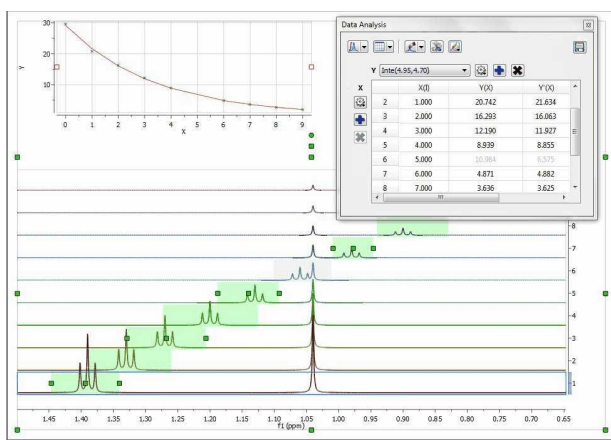 Data Analysis
30
20
10
Y
0 1 2 3 4 5 6 7 8 9
X
Y Inte(4.95,4.70)
X
X(I) Y(X) Y'(X)
2 1.000 20.742 21.634
3 2.000 16.293 16.063
4 3.000 12.190 11.927
5 4.000 8.939 8.855
6 5.000 10.084 6.575
7 6.000 4.871 4.882
8 7.000 3.636 3.625
8
7
6
5
4
3
2
1
1.45 1.40 1.35 1.30 1.25 1.20 1.15 1.10 1.05 1.00 0.95 0.90 0.85 0.80 0.75 0.70 0.65
f1 (ppm)